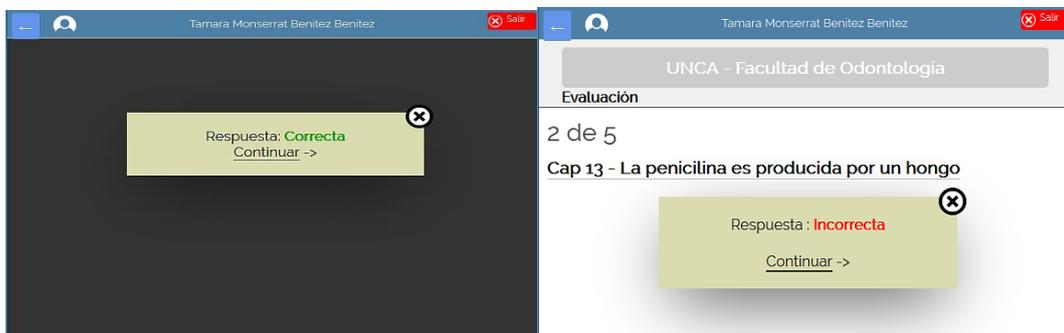 Tamara Monserrat Benitez Benitez
Salir
Respuesta: Correcta
Continuar ->
Tamara Monserrat Benitez Benitez
Salir
UNCA - Facultad de Odontología
Evaluación
2 de 5
Cap 13 - La penicilina es producida por un hongo
Respuesta : Incorrecta
Continuar ->